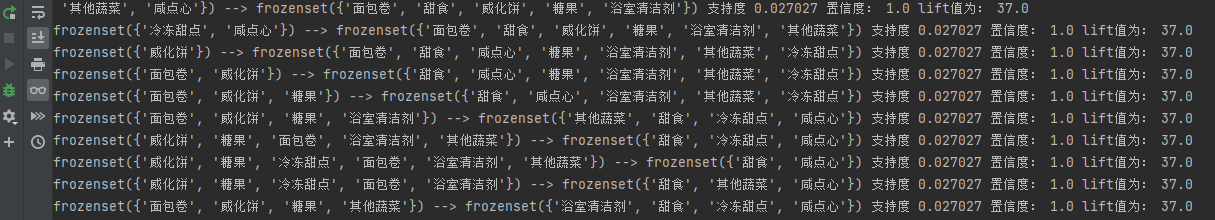 '其他蔬菜', '咸点心'}) --> frozenset({'面包卷', '甜食', '威化饼', '糖果', '浴室清洁剂'}) 支持度 0.027027 置信度: 1.0 lift值为: 37.0
frozenset({'冷冻甜点', '咸点心'}) --> frozenset({'面包卷', '甜食', '威化饼', '糖果', '浴室清洁剂', '其他蔬菜'}) 支持度 0.027027 置信度: 1.0 lift值为: 37.0
frozenset({'威化饼'}) --> frozenset({'面包卷', '甜食', '咸点心', '糖果', '浴室清洁剂', '其他蔬菜', '冷冻甜点'}) 支持度 0.027027 置信度: 1.0 lift值为: 37.0
frozenset({'面包卷', '威化饼'}) --> frozenset({'甜食', '咸点心', '糖果', '浴室清洁剂', '其他蔬菜', '冷冻甜点'}) 支持度 0.027027 置信度: 1.0 lift值为: 37.0
frozenset({'面包卷', '威化饼', '糖果'}) --> frozenset({'甜食', '咸点心', '浴室清洁剂', '其他蔬菜', '冷冻甜点'}) 支持度 0.027027 置信度: 1.0 lift值为: 37.0
frozenset({'面包卷', '威化饼', '糖果', '浴室清洁剂'}) --> frozenset({'其他蔬菜', '甜食', '冷冻甜点', '咸点心'}) 支持度 0.027027 置信度: 1.0 lift值为: 37.0
frozenset({'威化饼', '糖果', '面包卷', '浴室清洁剂', '其他蔬菜'}) --> frozenset({'甜食', '冷冻甜点', '咸点心'}) 支持度 0.027027 置信度: 1.0 lift值为: 37.0
frozenset({'威化饼', '糖果', '冷冻甜点', '面包卷', '浴室清洁剂', '其他蔬菜'}) --> frozenset({'甜食', '咸点心'}) 支持度 0.027027 置信度: 1.0 lift值为: 37.0
frozenset({'威化饼', '糖果', '冷冻甜点', '面包卷', '浴室清洁剂'}) --> frozenset({'甜食', '其他蔬菜', '咸点心'}) 支持度 0.027027 置信度: 1.0 lift值为: 37.0
frozenset({'面包卷', '威化饼', '糖果', '其他蔬菜'}) --> frozenset({'浴室清洁剂', '甜食', '冷冻甜点', '咸点心'}) 支持度 0.027027 置信度: 1.0 lift值为: 37.0